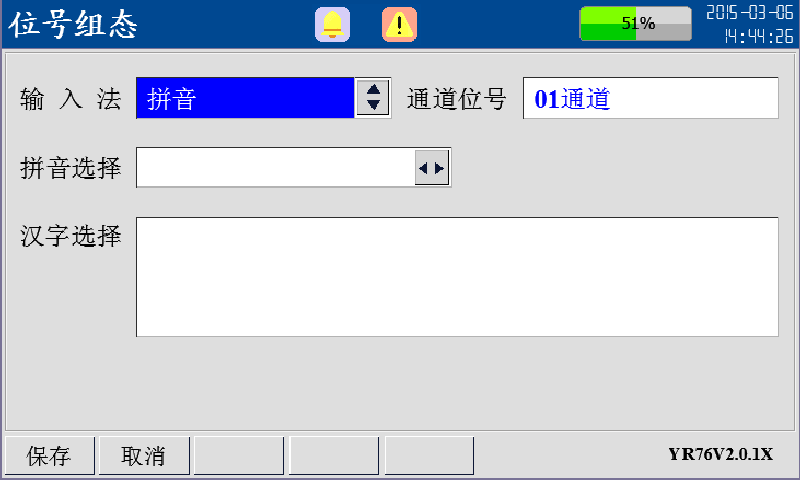 位号组态
51%
2015-03-06
14:44:26
输入法 拼音 通道位号 01通道
拼音选择
汉字选择
保存 取消 YR76V2.0.1X